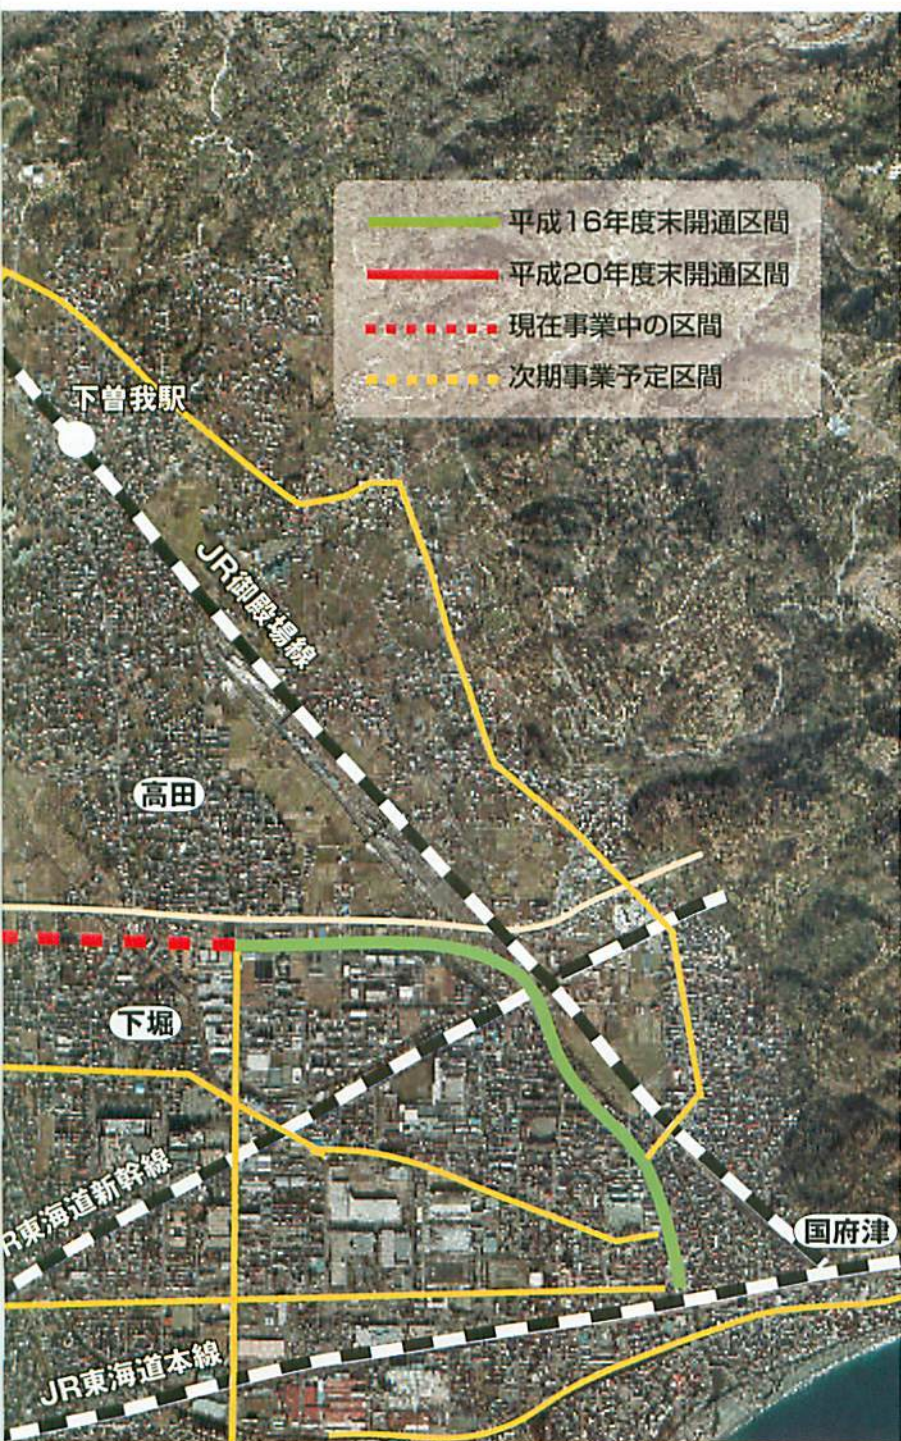 平成16年度末開通区間
平成20年度末開通区間
現在事業中の区間
次期事業予定区間
下曽我駅
JR御殿場線
高田
下堀
R東海道新幹線
国府津
JR東海道本線